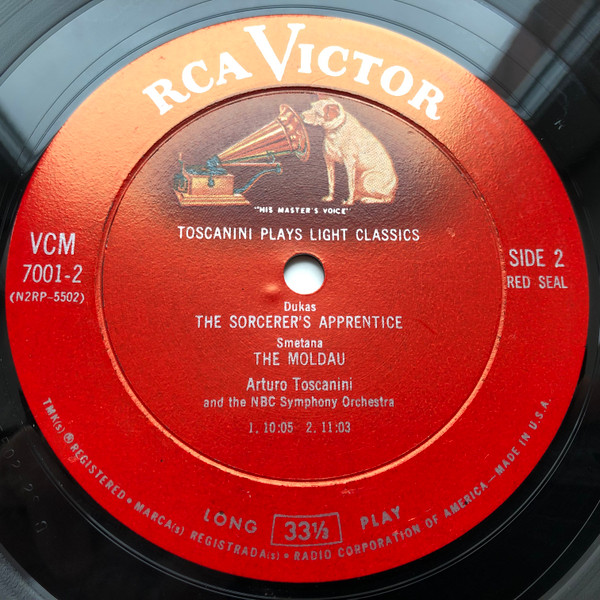 RCA VICTOR
"HIS MASTER'S VOICE"
TOSCANINI PLAYS LIGHT CLASSICS
VCM
7001-2
(N2RP-5502)
SIDE 2
RED SEAL
Dukas
THE SORCERER'S APPRENTICE
Smetana
THE MOLDAU
Arturo Toscanini
and the NBC Symphony Orchestra
1. 10:05 2. 11:03
LONG 33⅓ PLAY
TMK(s) ® REGISTERED • MARCA(s) REGISTRADA(s) • RADIO CORPORATION OF AMERICA—MADE IN U.S.A.